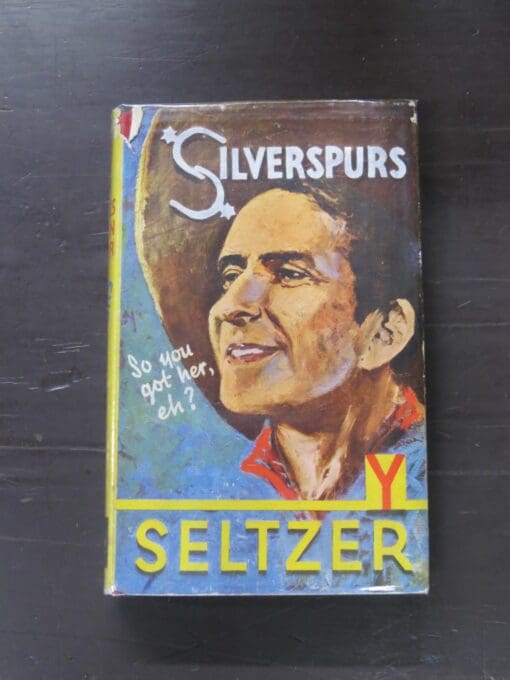 SILVERSPURS
So you
got her,
eh?
Y
SELTZER